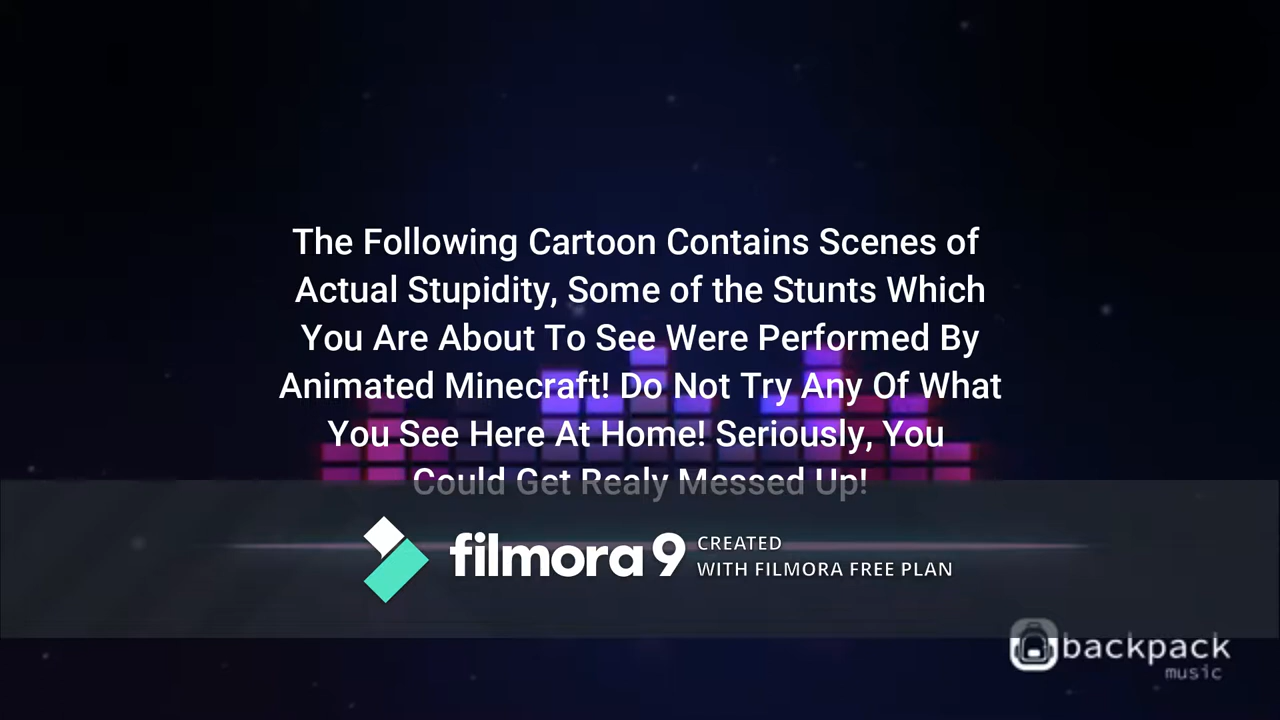 The Following Cartoon Contains Scenes of
Actual Stupidity, Some of the Stunts Which
You Are About To See Were Performed By
Animated Minecraft! Do Not Try Any Of What
You See Here At Home! Seriously, You
Could Get Realy Messed Up!
filmora 9
CREATED
WITH FILMORA FREE PLAN
backpack
music